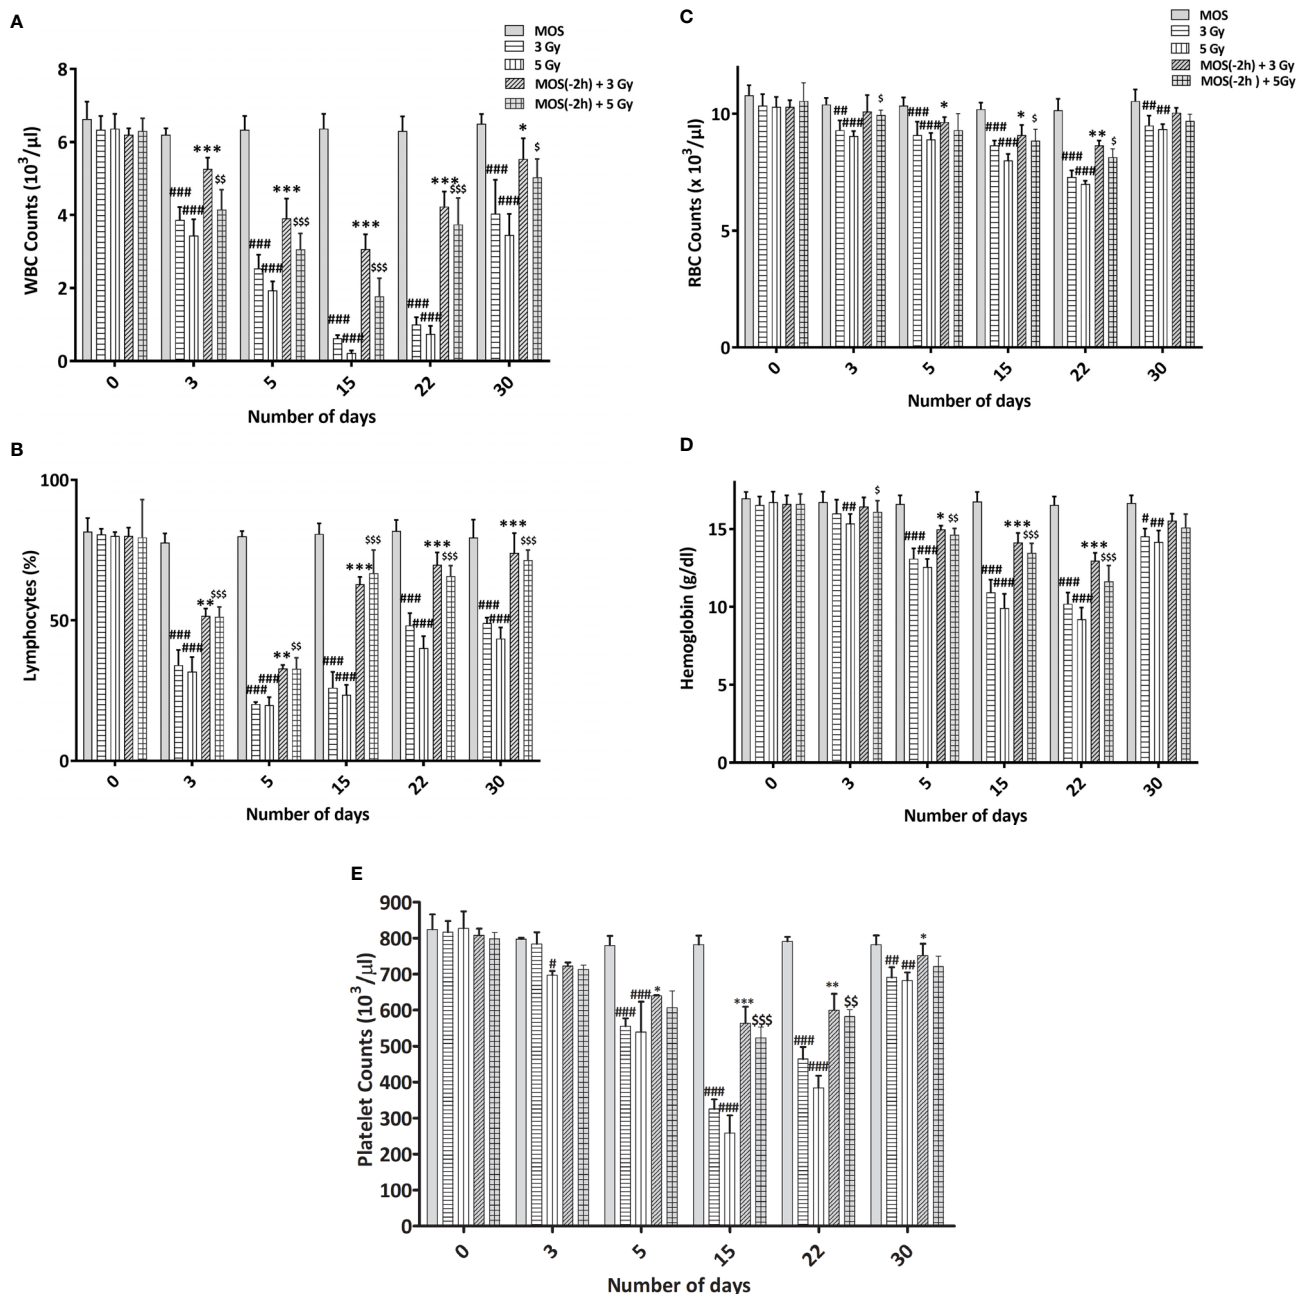 A
MOS
3 Gy
5 Gy
MOS(-2h) + 3 Gy
MOS(-2h) + 5 Gy
WBC Counts (10³/μl)
8
6
4
2
0
### ### *** $$
### ### *** $$$
### ### *** $$$
### ### *** $$$
### ### * $
0 3 5 15 22 30
Number of days
B
Lymphocytes (%)
100
50
0
### ### ** $$$
### ### ** $$
### ### *** $$$
### ### *** $$$
### ### *** $$$
0 3 5 15 22 30
Number of days
C
MOS
3 Gy
5 Gy
MOS(-2h) + 3 Gy
MOS(-2h ) + 5Gy
RBC Counts (x 10³/μl)
10
5
0
## ### $
### ### *
### ### * $
### ### ** $
## ##
0 3 5 15 22 30
Number of days
D
Hemoglobin (g/dl)
15
10
5
0
## $
### ### * $$
### ### *** $$$
### ### *** $$$
# ##
0 3 5 15 22 30
Number of days
E
Platelet Counts (10³/μl)
900
800
700
600
500
400
300
200
100
0
#
### ### *
### ### *** $$$
### ### ** $$
## ## *
0 3 5 15 22 30
Number of days